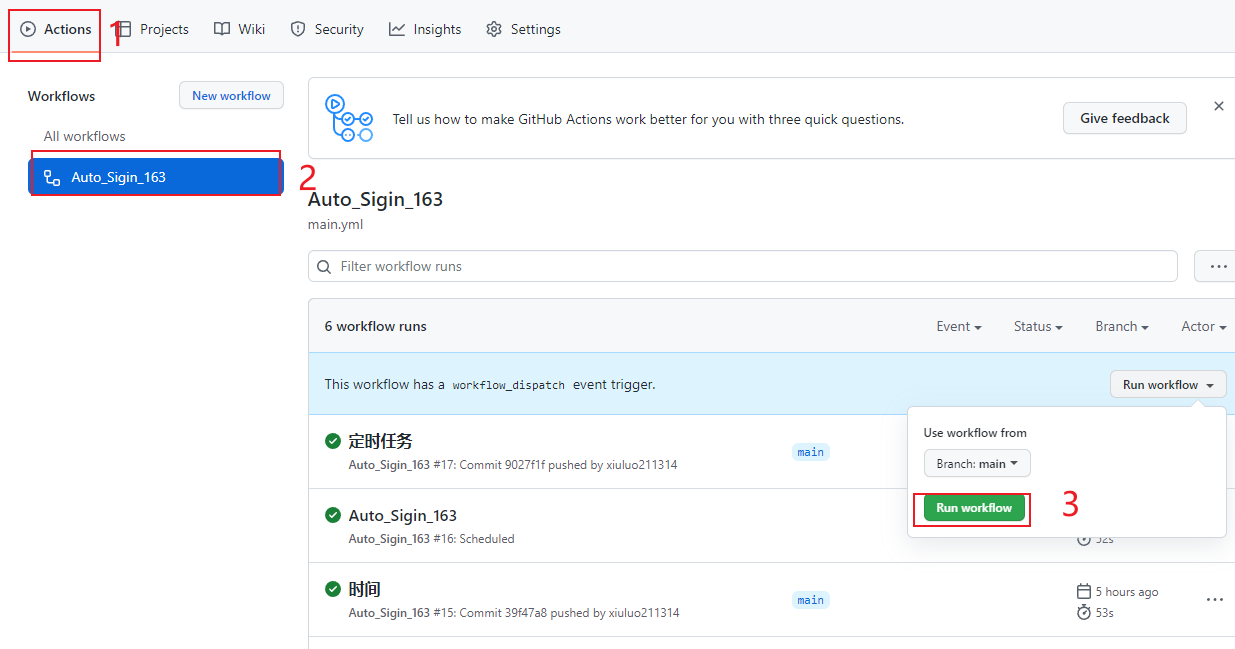 Actions 1 Projects Wiki Security Insights Settings
Workflows New workflow
All workflows
Auto_Sigin_163 2
Tell us how to make GitHub Actions work better for you with three quick questions. Give feedback
Auto_Sigin_163
main.yml
Filter workflow runs
6 workflow runs Event Status Branch Actor
This workflow has a workflow_dispatch event trigger. Run workflow
Use workflow from
Branch: main
Run workflow 3
定时任务 main
Auto_Sigin_163 #17: Commit 9027f1f pushed by xiuluo211314
Auto_Sigin_163
Auto_Sigin_163 #16: Scheduled
52s
时间 main 5 hours ago
Auto_Sigin_163 #15: Commit 39f47a8 pushed by xiuluo211314 53s